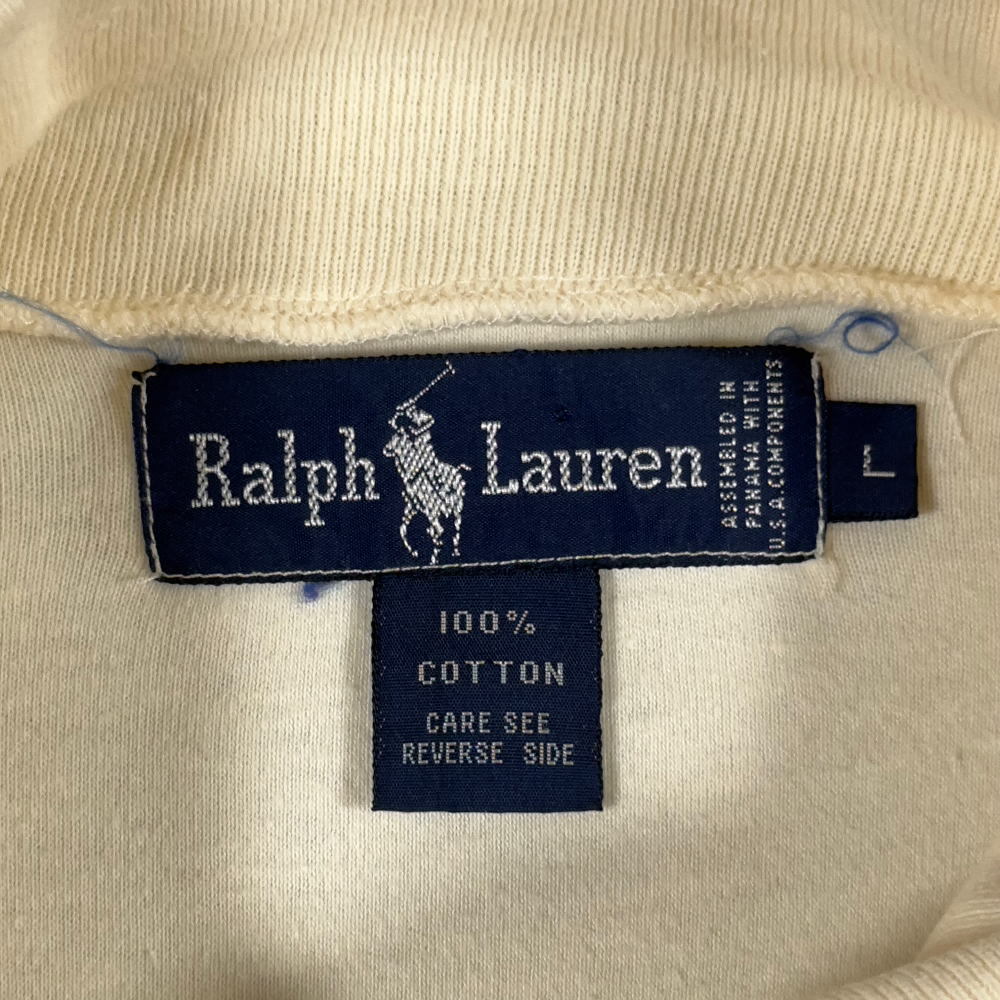 Ralph Lauren
ASSEMBLED IN
PANAMA WITH
U.S.A. COMPONENTS
L
100%
COTTON
CARE SEE
REVERSE SIDE